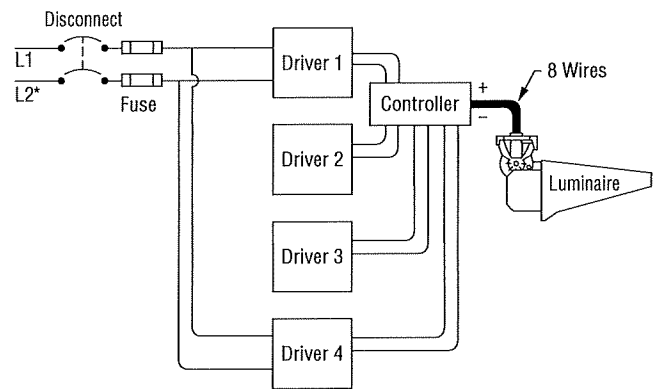 Disconnect
L1
L2*
Fuse
Driver 1
Driver 2
Driver 3
Driver 4
Controller
+
–
8 Wires
Luminaire